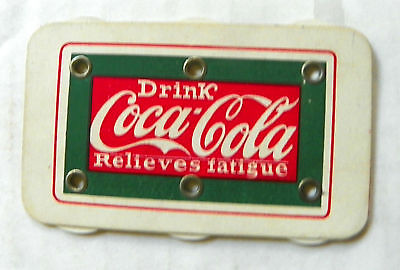 Drink
Coca-Cola
Relieves fatigue